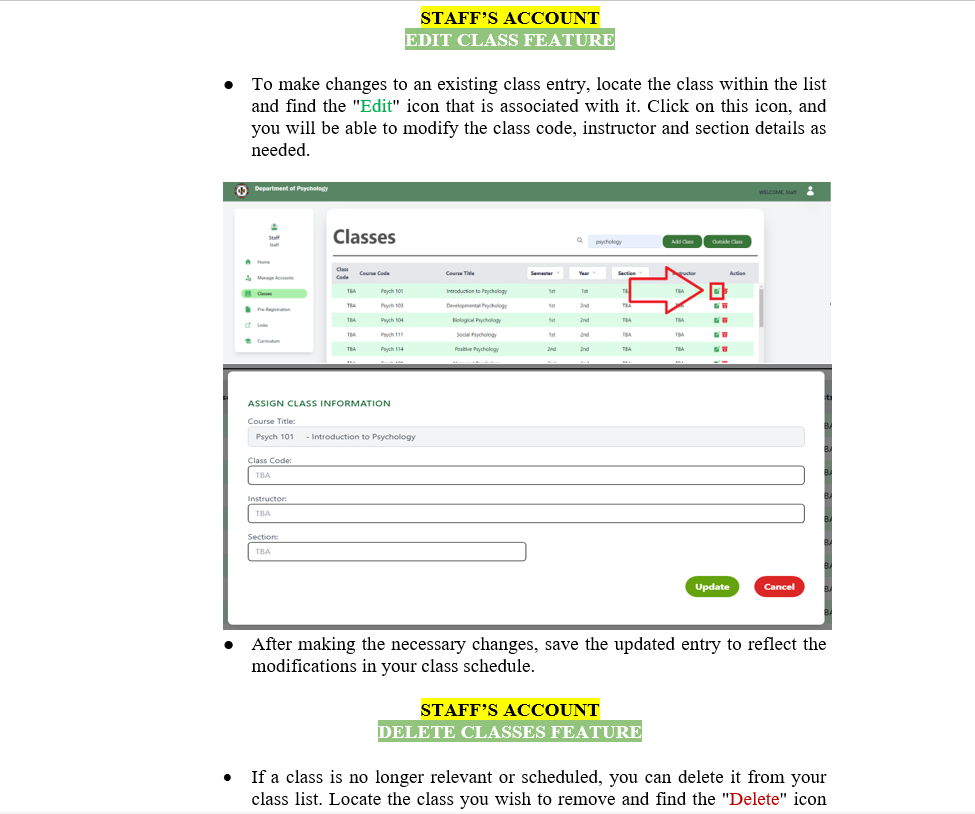 STAFF’S ACCOUNT
EDIT CLASS FEATURE
● To make changes to an existing class entry, locate the class within the list
and find the "Edit" icon that is associated with it. Click on this icon, and
you will be able to modify the class code, instructor and section details as
needed.
Department of Psychology
WELCOME, Staff
Staff
Staff
Home
Manage Accounts
Classes
Pre-Registration
Links
Curriculum
Classes
psychology
Add Class
Outside Class
Class Code Course Code Course Title Semester Year Section Action
TBA Psych 101 Introduction to Psychology 1st 1st TBA
TBA Psych 103 Developmental Psychology 1st 2nd TBA TBA
TBA Psych 104 Biological Psychology 1st 2nd TBA TBA
TBA Psych 111 Social Psychology 1st 2nd TBA TBA
TBA Psych 114 Positive Psychology 2nd 2nd TBA TBA
ASSIGN CLASS INFORMATION
Course Title:
Psych 101 - Introduction to Psychology
Class Code:
TBA
Instructor:
TBA
Section:
TBA
Update Cancel
● After making the necessary changes, save the updated entry to reflect the
modifications in your class schedule.
STAFF’S ACCOUNT
DELETE CLASSES FEATURE
● If a class is no longer relevant or scheduled, you can delete it from your
class list. Locate the class you wish to remove and find the "Delete" icon